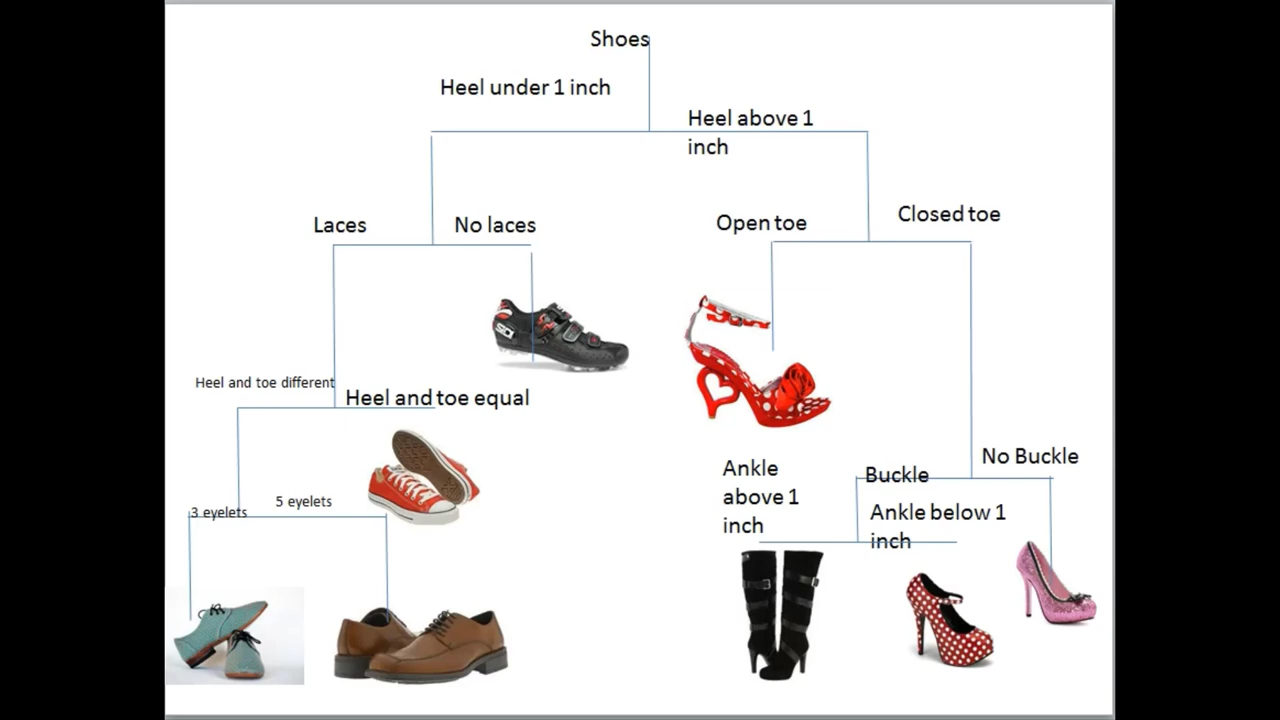 Shoes
Heel under 1 inch
Heel above 1
inch
Laces
No laces
Open toe
Closed toe
Heel and toe different
Heel and toe equal
Ankle
above 1
inch
Buckle
No Buckle
3 eyelets
5 eyelets
Ankle below 1
inch